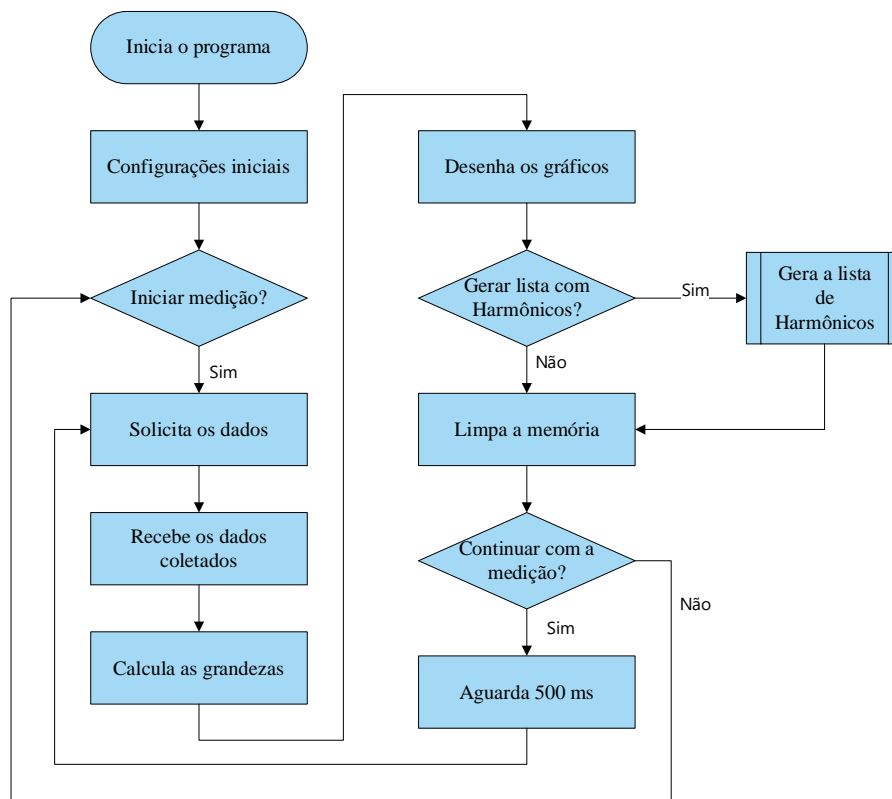 Inicia o programa
Configurações iniciais
Iniciar medição?
Sim
Solicita os dados
Recebe os dados
coletados
Calcula as grandezas
Desenha os gráficos
Gerar lista com
Harmônicos?
Sim
Gera a lista
de
Harmônicos
Não
Limpa a memória
Continuar com a
medição?
Não
Sim
Aguarda 500 ms